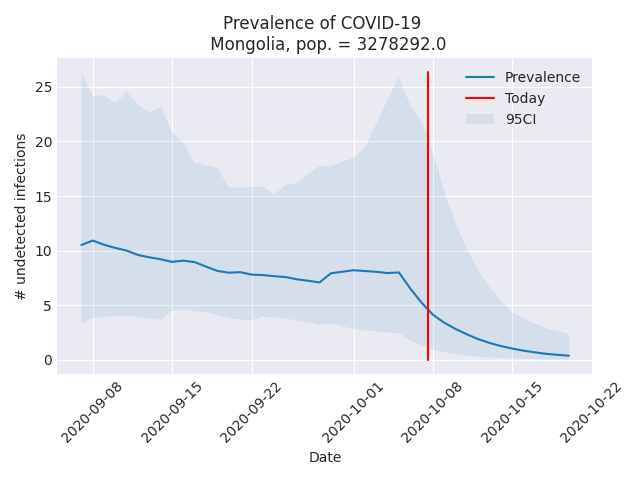 Prevalence of COVID-19
Mongolia, pop. = 3278292.0
Prevalence
Today
95CI
# undetected infections
25
20
15
10
5
0
2020-09-08
2020-09-15
2020-09-22
2020-10-01
2020-10-08
2020-10-15
2020-10-22
Date